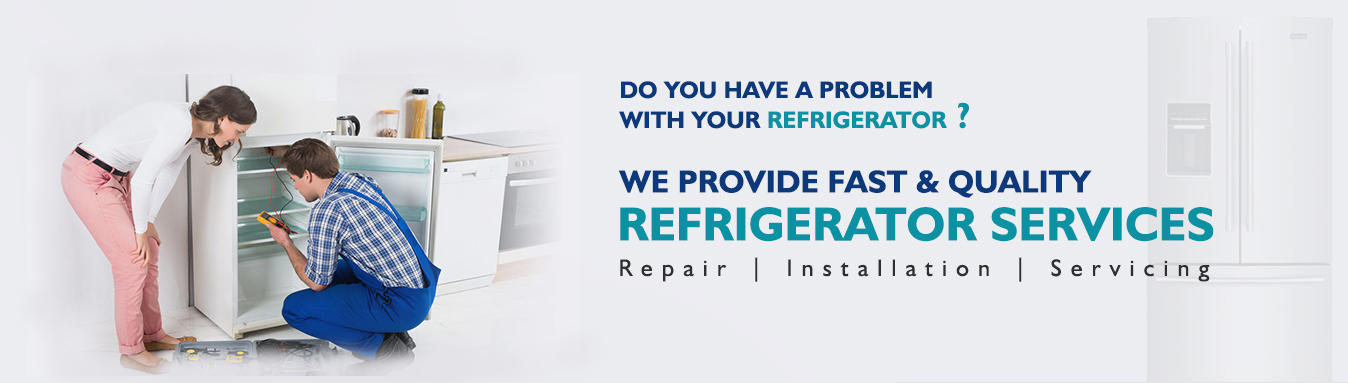 DO YOU HAVE A PROBLEM
WITH YOUR REFRIGERATOR ?
WE PROVIDE FAST & QUALITY
REFRIGERATOR SERVICES
Repair | Installation | Servicing